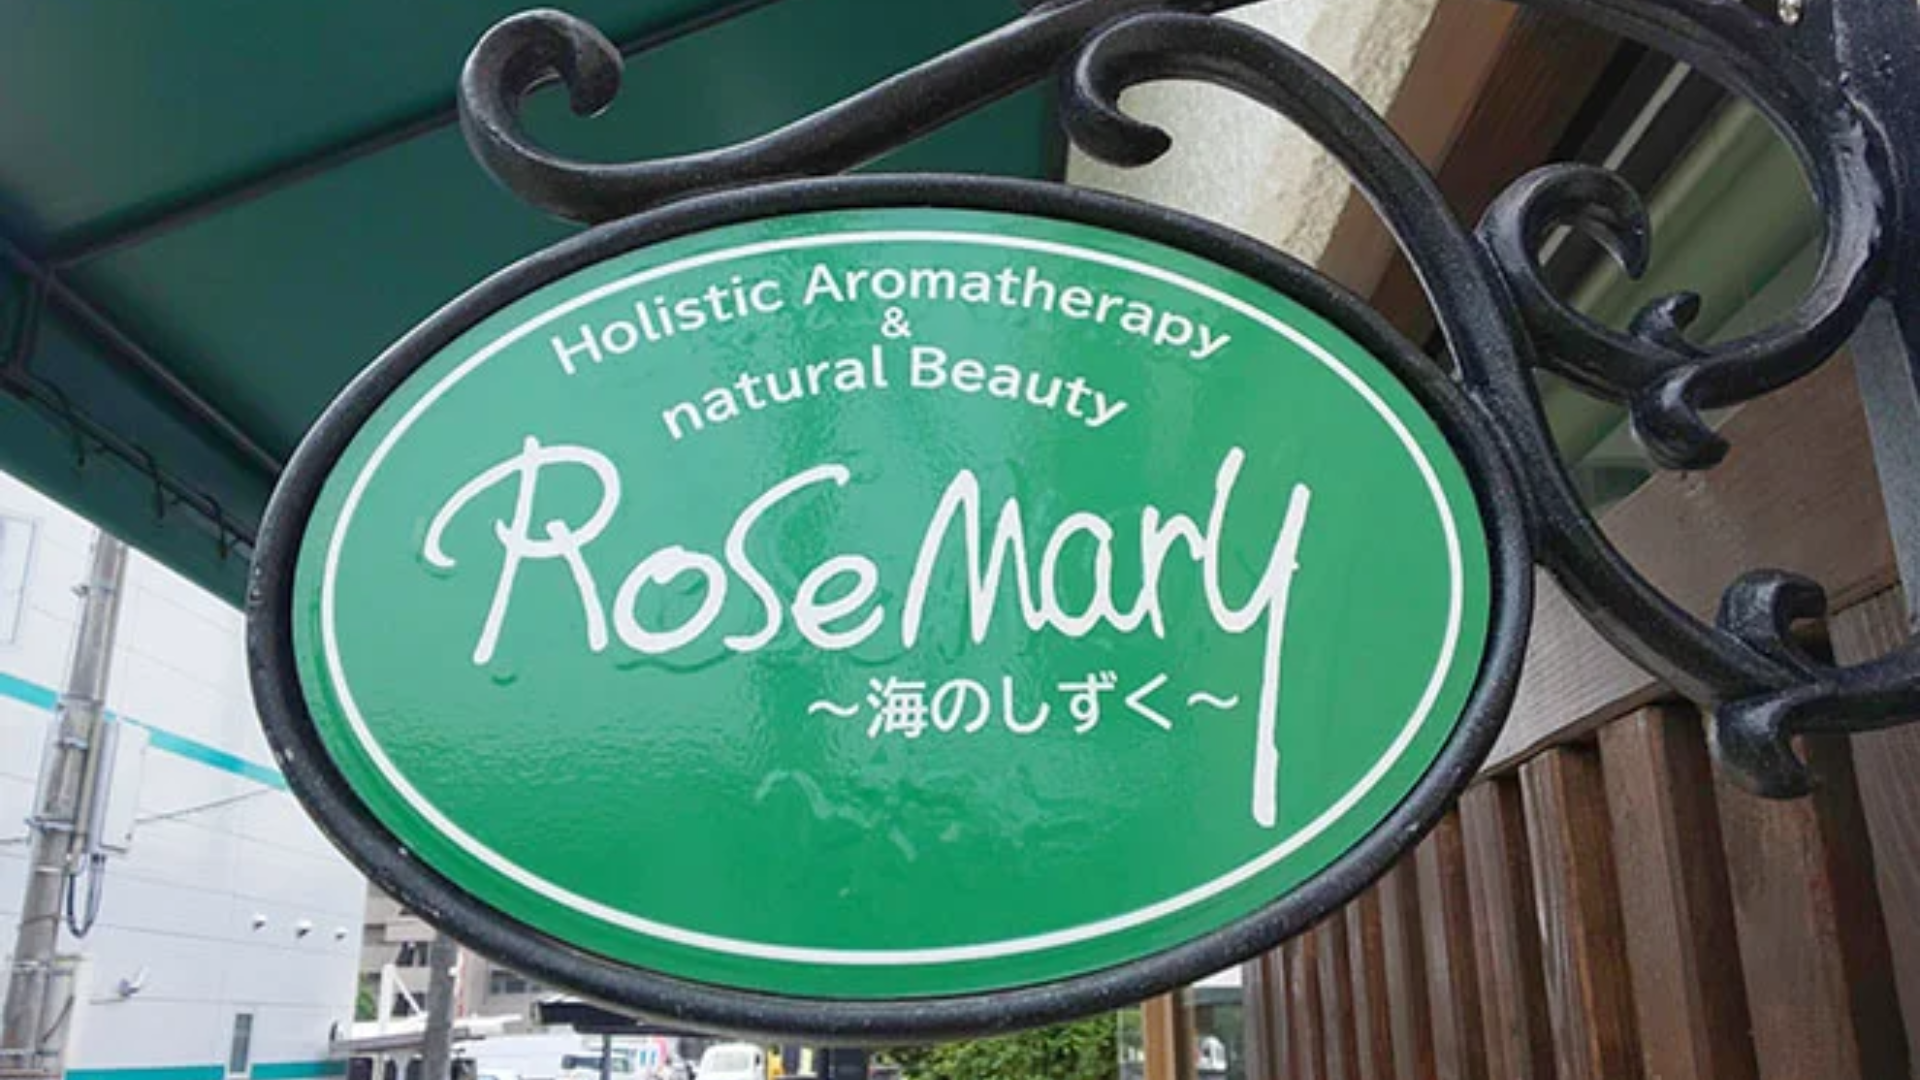 Holistic Aromatherapy
&
natural Beauty
RoseMary
～海のしずく～